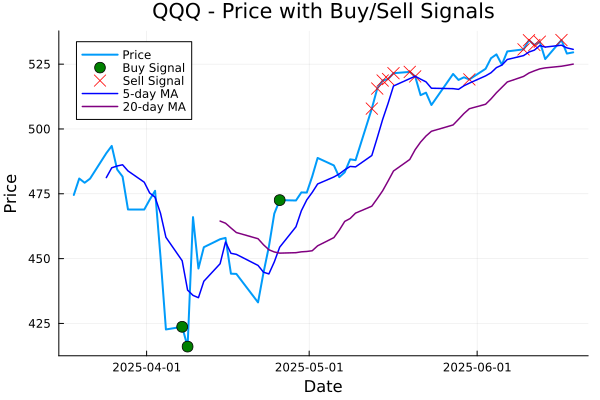 QQQ - Price with Buy/Sell Signals
Price
Buy Signal
Sell Signal
5-day MA
20-day MA
525
500
475
450
425
Price
2025-04-01
2025-05-01
2025-06-01
Date